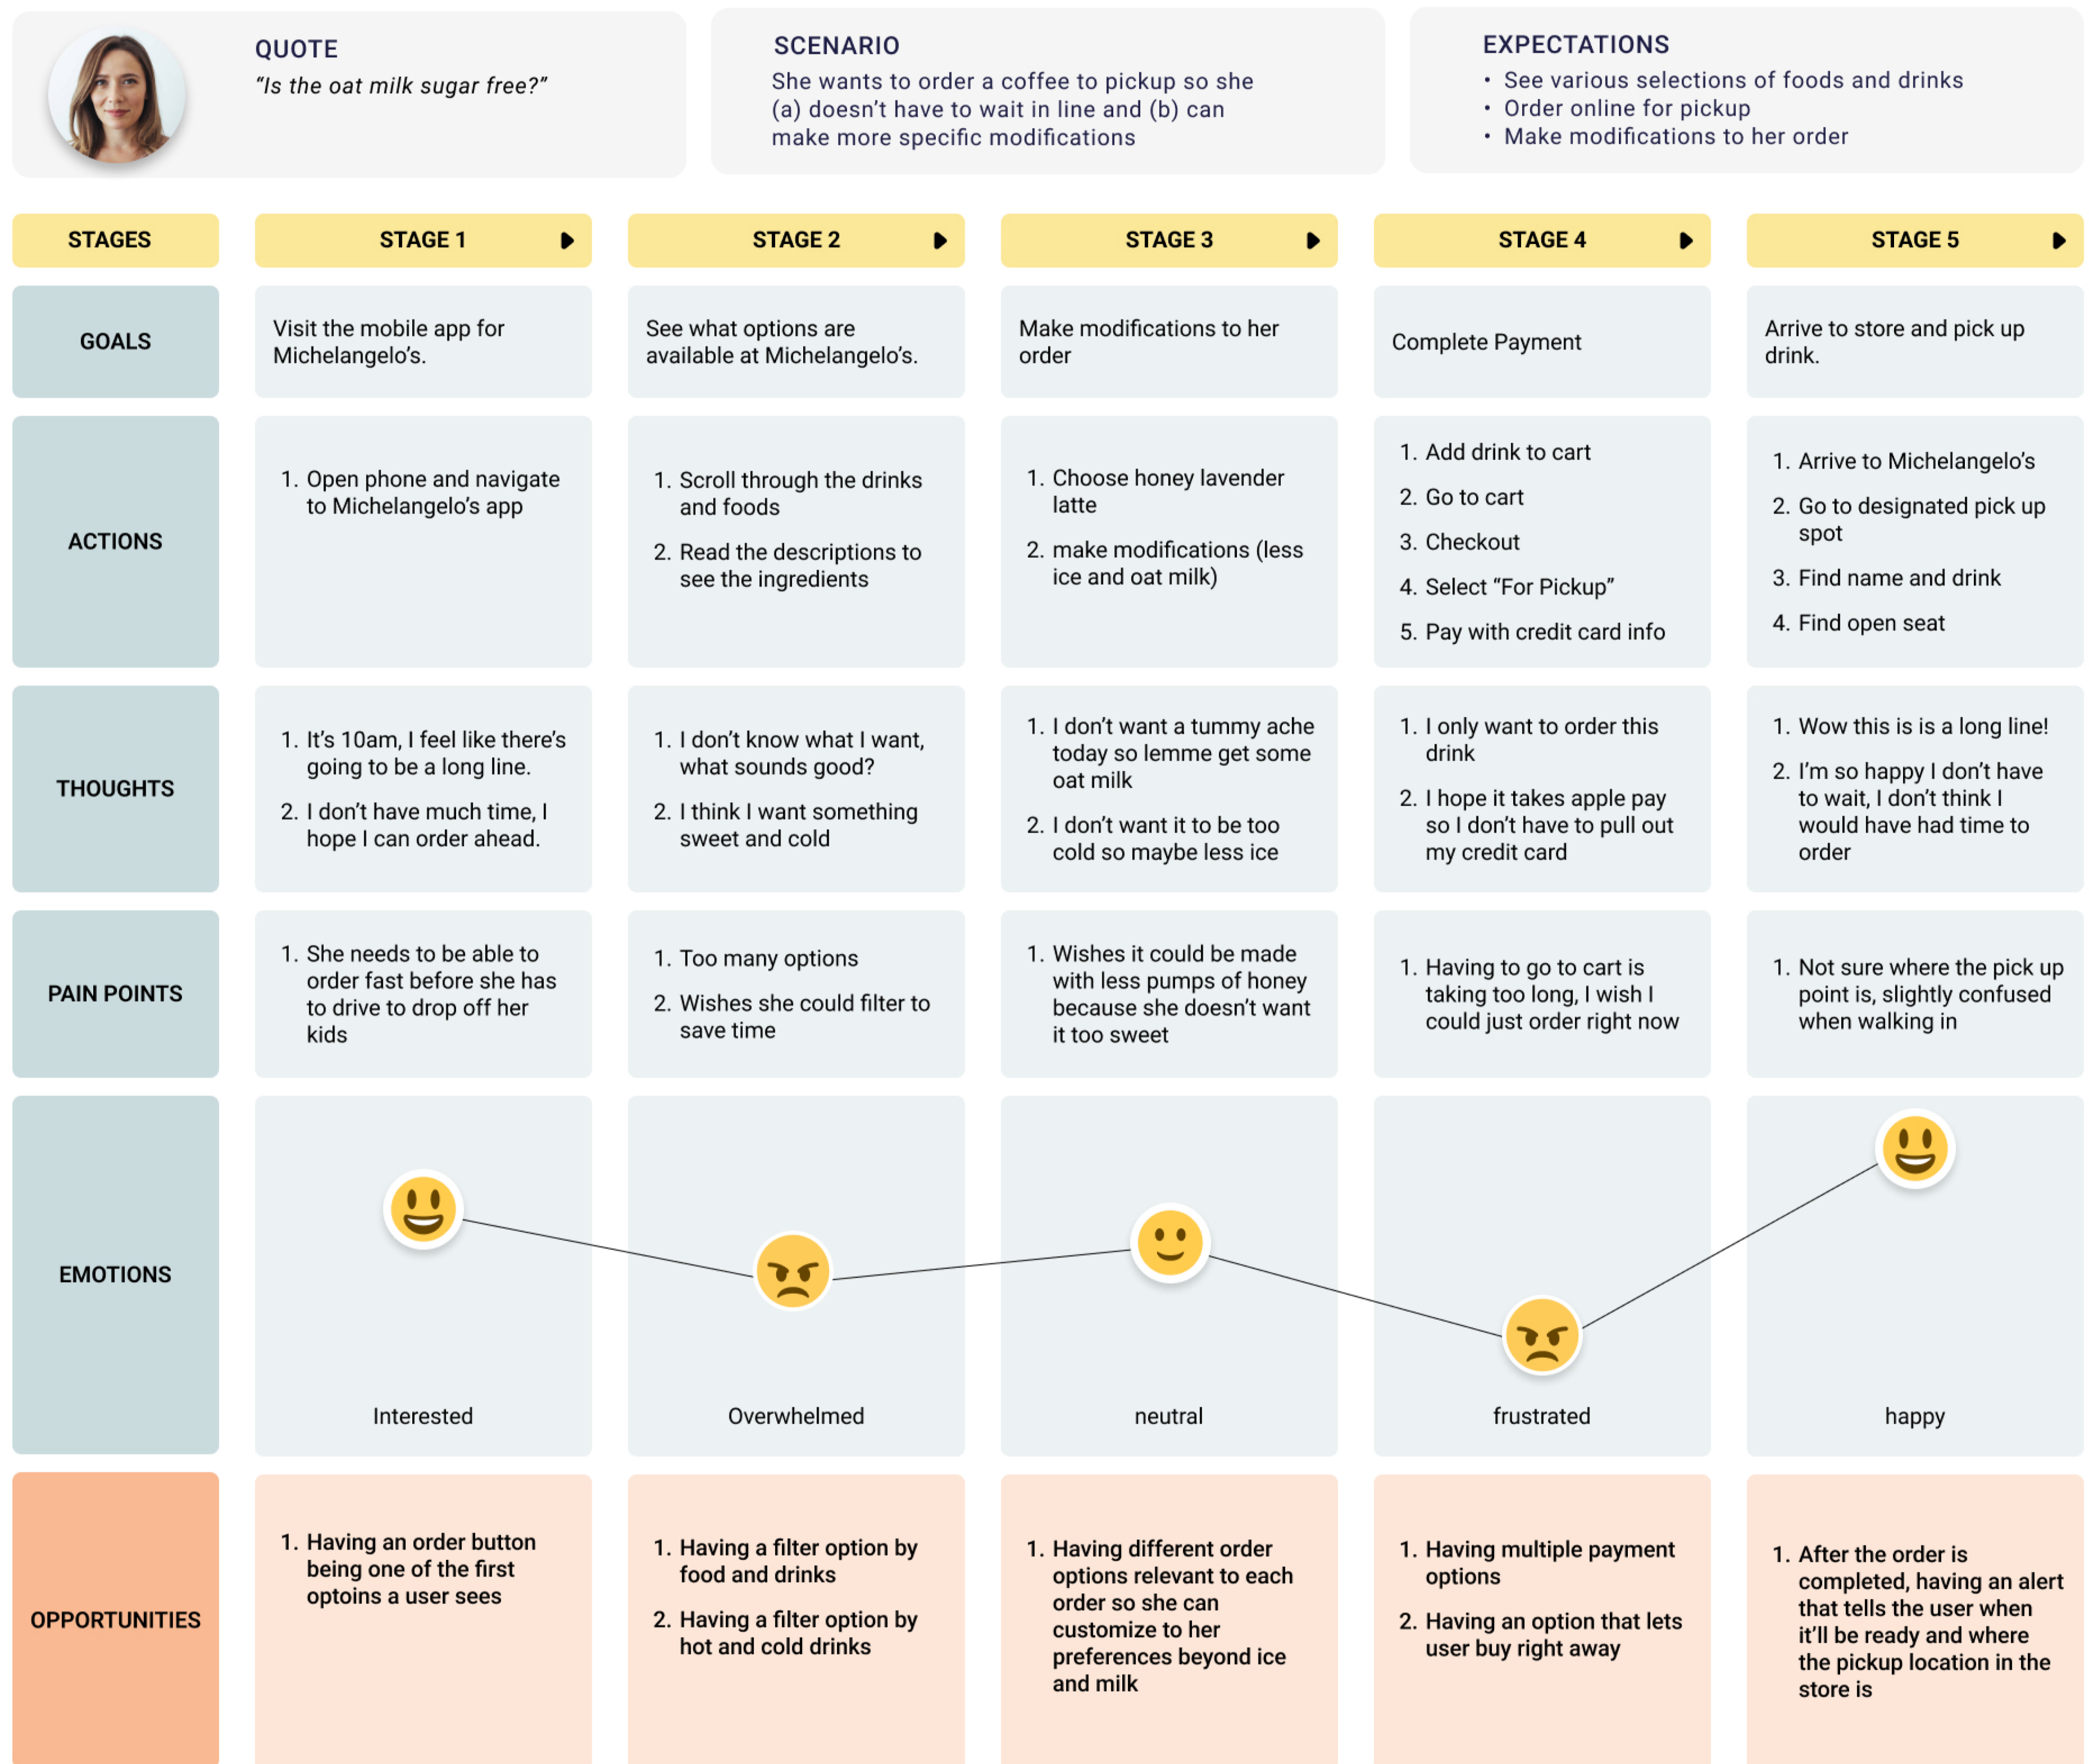 QUOTE
“Is the oat milk sugar free?”
SCENARIO
She wants to order a coffee to pickup so she
(a) doesn’t have to wait in line and (b) can
make more specific modifications
EXPECTATIONS
• See various selections of foods and drinks
• Order online for pickup
• Make modifications to her order
STAGES
STAGE 1
STAGE 2
STAGE 3
STAGE 4
STAGE 5
GOALS
Visit the mobile app for
Michelangelo’s.
See what options are
available at Michelangelo’s.
Make modifications to her
order
Complete Payment
Arrive to store and pick up
drink.
ACTIONS
1. Open phone and navigate
to Michelangelo’s app
1. Scroll through the drinks
and foods
2. Read the descriptions to
see the ingredients
1. Choose honey lavender
latte
2. make modifications (less
ice and oat milk)
1. Add drink to cart
2. Go to cart
3. Checkout
4. Select “For Pickup”
5. Pay with credit card info
1. Arrive to Michelangelo’s
2. Go to designated pick up
spot
3. Find name and drink
4. Find open seat
THOUGHTS
1. It’s 10am, I feel like there’s
going to be a long line.
2. I don’t have much time, I
hope I can order ahead.
1. I don’t know what I want,
what sounds good?
2. I think I want something
sweet and cold
1. I don’t want a tummy ache
today so lemme get some
oat milk
2. I don’t want it to be too
cold so maybe less ice
1. I only want to order this
drink
2. I hope it takes apple pay
so I don’t have to pull out
my credit card
1. Wow this is is a long line!
2. I’m so happy I don’t have
to wait, I don’t think I
would have had time to
order
PAIN POINTS
1. She needs to be able to
order fast before she has
to drive to drop off her
kids
1. Too many options
2. Wishes she could filter to
save time
1. Wishes it could be made
with less pumps of honey
because she doesn’t want
it too sweet
1. Having to go to cart is
taking too long, I wish I
could just order right now
1. Not sure where the pick up
point is, slightly confused
when walking in
EMOTIONS
Interested
Overwhelmed
neutral
frustrated
happy
OPPORTUNITIES
1. Having an order button
being one of the first
optoins a user sees
1. Having a filter option by
food and drinks
2. Having a filter option by
hot and cold drinks
1. Having different order
options relevant to each
order so she can
customize to her
preferences beyond ice
and milk
1. Having multiple payment
options
2. Having an option that lets
user buy right away
1. After the order is
completed, having an alert
that tells the user when
it’ll be ready and where
the pickup location in the
store is